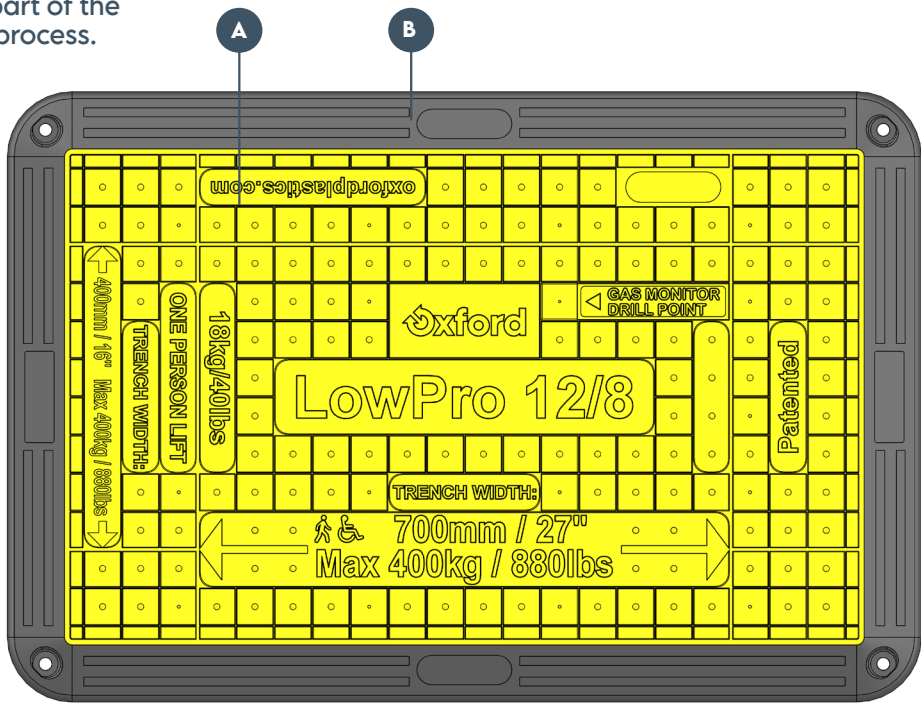 part of the
process.
A
B
oxfordplastics.com
400mm / 16" Max 400kg / 880lbs
TRENCH WIDTH:
ONE PERSON LIFT
18kg/40lbs
Oxford
GAS MONITOR
DRILL POINT
LowPro 12/8
Patented
TRENCH WIDTH:
700mm / 27"
Max 400kg / 880lbs